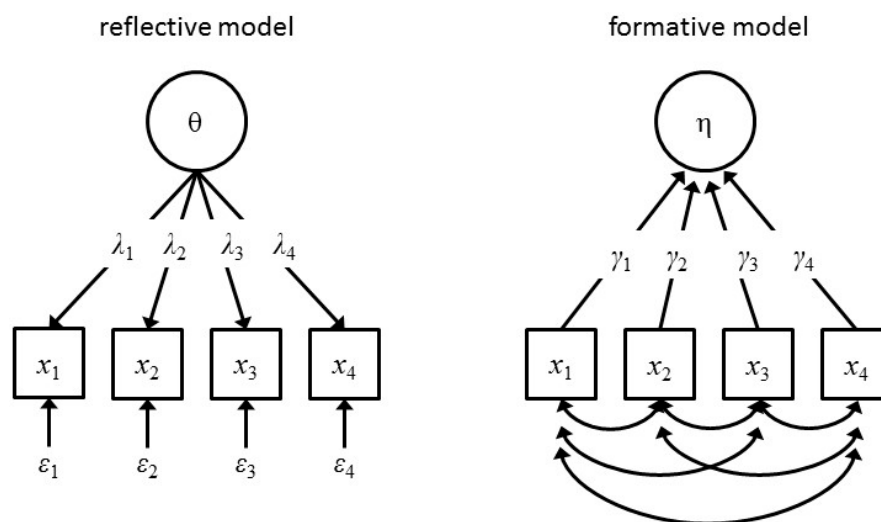 reflective model
formative model
θ
η
λ1 λ2 λ3 λ4
γ1 γ2 γ3 γ4
x1 x2 x3 x4
x1 x2 x3 x4
ε1 ε2 ε3 ε4